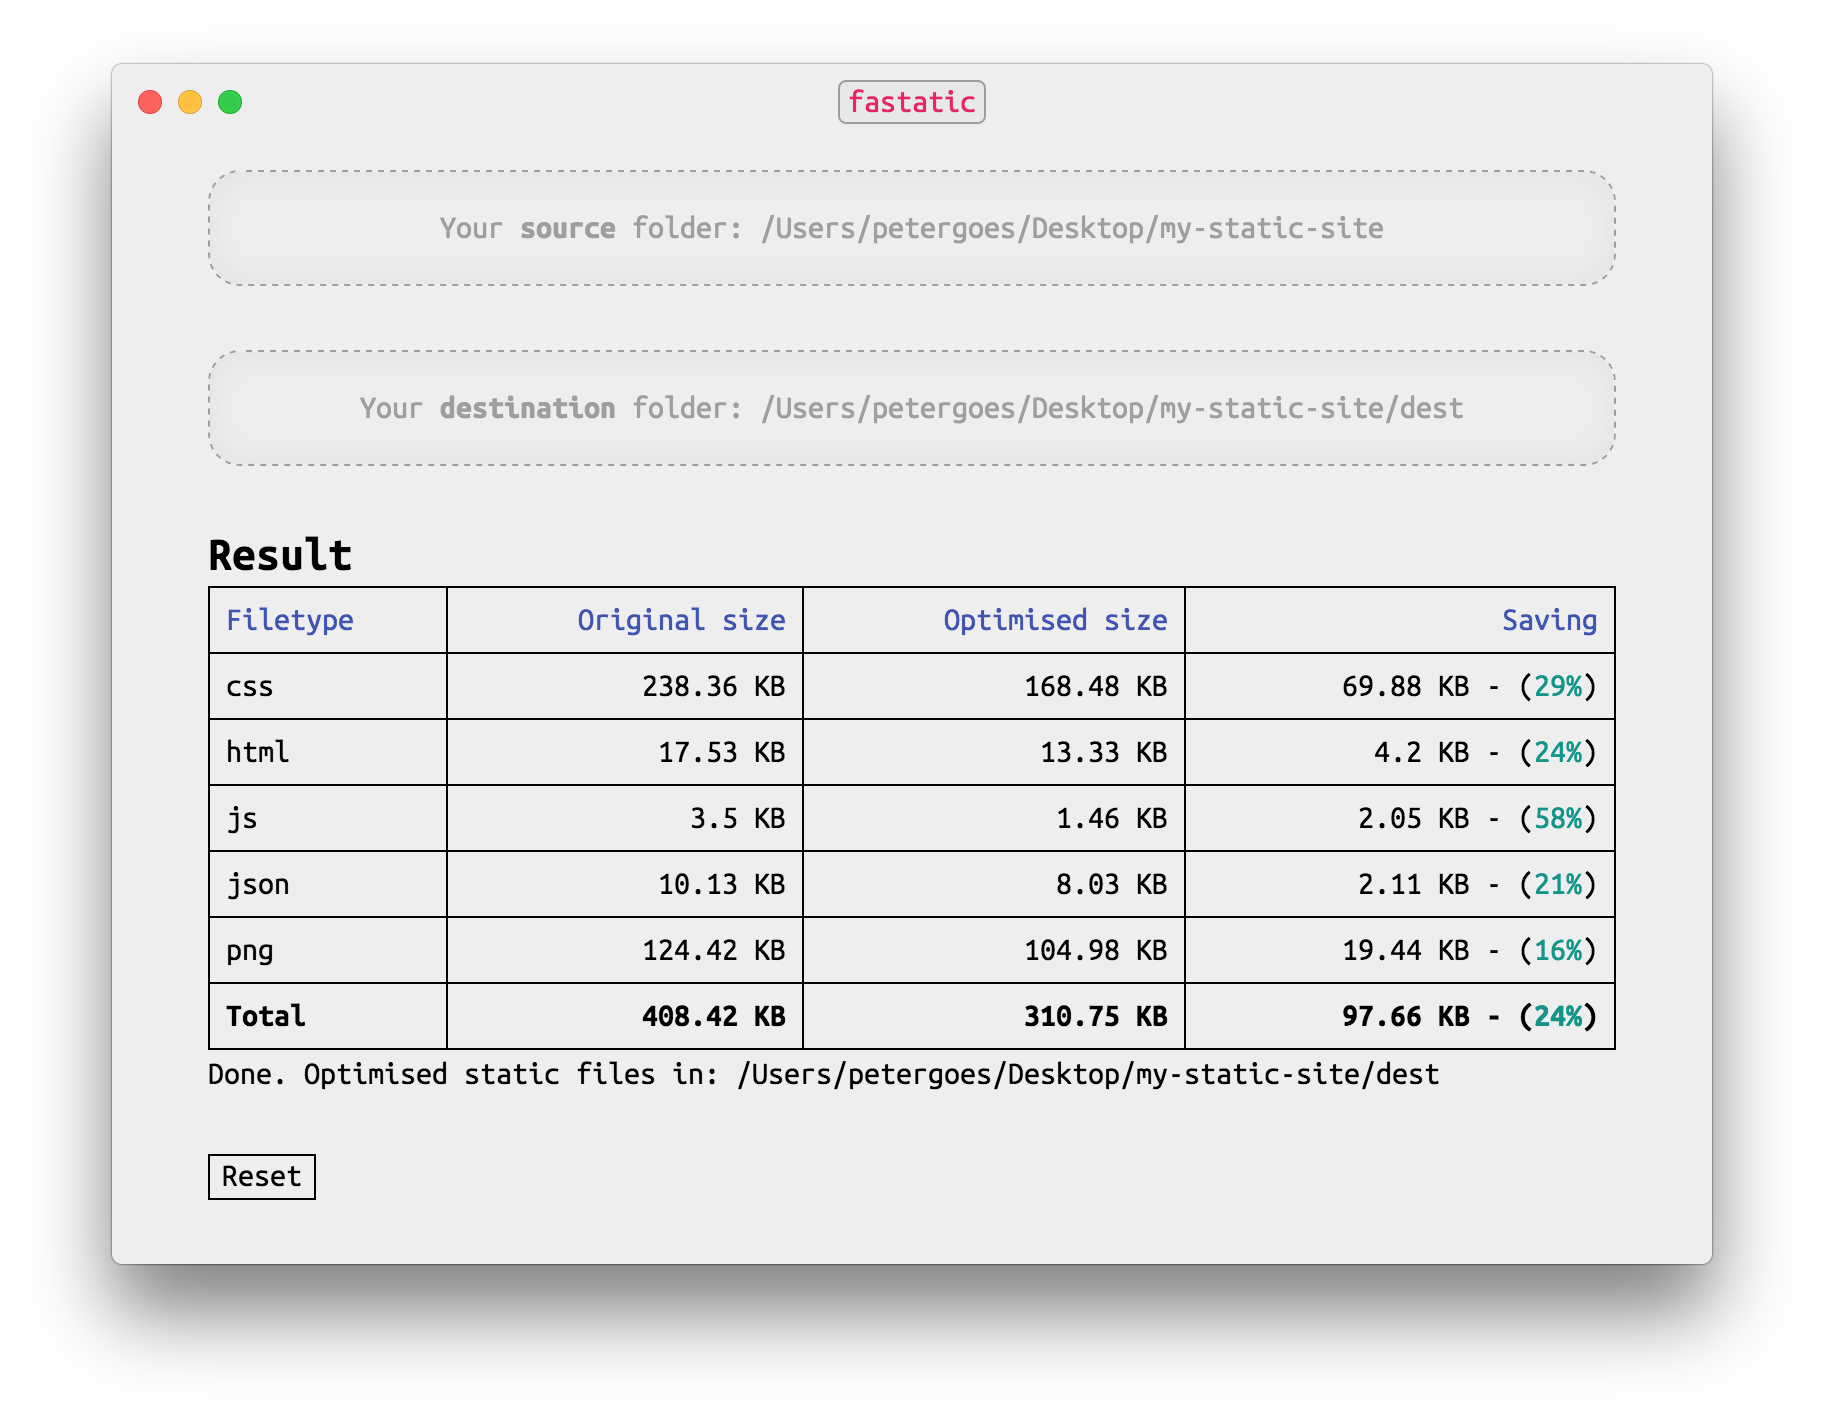 fastatic
Your source folder: /Users/petergoes/Desktop/my-static-site
Your destination folder: /Users/petergoes/Desktop/my-static-site/dest
Result
Filetype Original size Optimised size Saving
css 238.36 KB 168.48 KB 69.88 KB - (29%)
html 17.53 KB 13.33 KB 4.2 KB - (24%)
js 3.5 KB 1.46 KB 2.05 KB - (58%)
json 10.13 KB 8.03 KB 2.11 KB - (21%)
png 124.42 KB 104.98 KB 19.44 KB - (16%)
Total 408.42 KB 310.75 KB 97.66 KB - (24%)
Done. Optimised static files in: /Users/petergoes/Desktop/my-static-site/dest
Reset